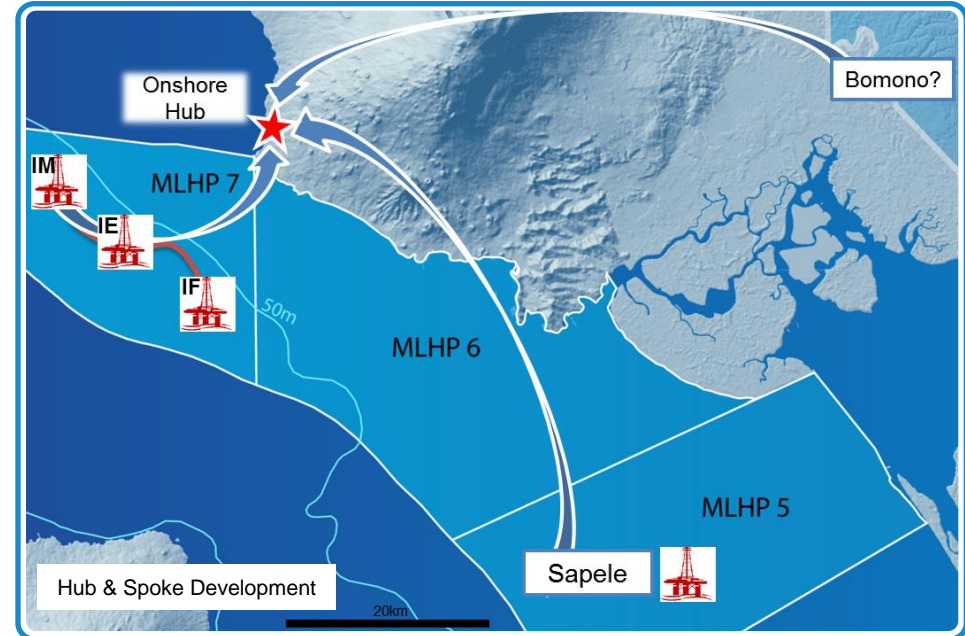 Bomono?
Onshore
Hub
IM
MLHP 7
IE
IF
50m
MLHP 6
MLHP 5
Sapele
Hub & Spoke Development
20km